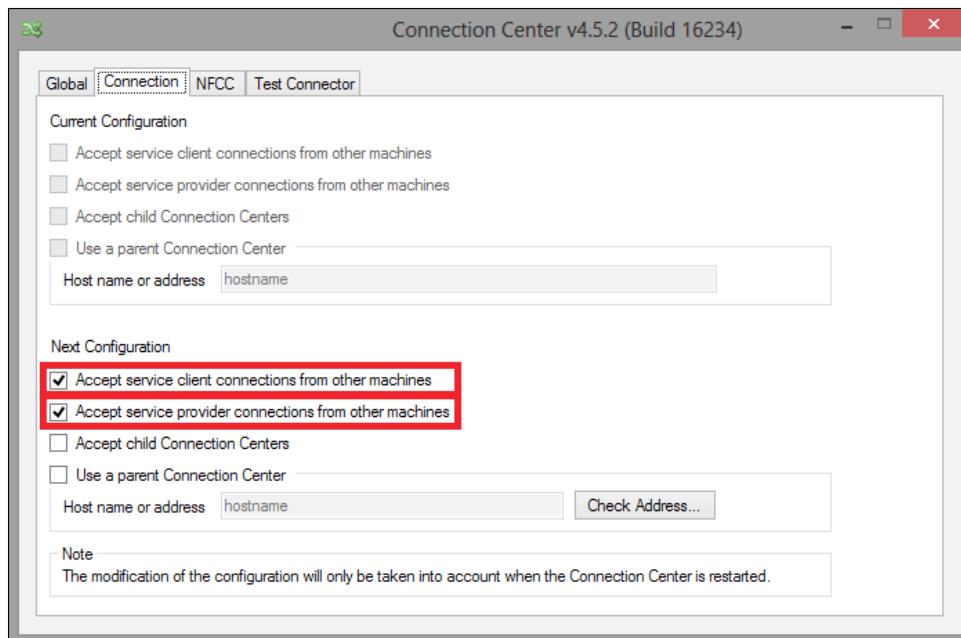 Connection Center v4.5.2 (Build 16234)
Global Connection NFCC Test Connector
Current Configuration
Accept service client connections from other machines
Accept service provider connections from other machines
Accept child Connection Centers
Use a parent Connection Center
Host name or address hostname
Next Configuration
Accept service client connections from other machines
Accept service provider connections from other machines
Accept child Connection Centers
Use a parent Connection Center
Host name or address hostname Check Address...
Note
The modification of the configuration will only be taken into account when the Connection Center is restarted.